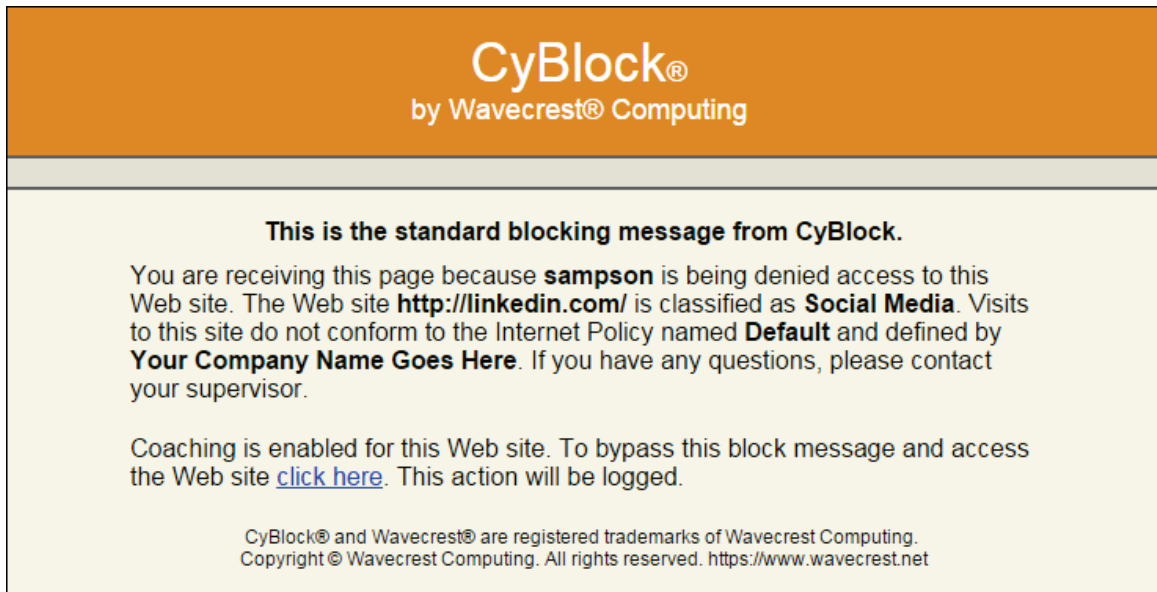 CyBlock®
by Wavecrest® Computing
This is the standard blocking message from CyBlock.
You are receiving this page because sampson is being denied access to this
Web site. The Web site http://linkedin.com/ is classified as Social Media. Visits
to this site do not conform to the Internet Policy named Default and defined by
Your Company Name Goes Here. If you have any questions, please contact
your supervisor.
Coaching is enabled for this Web site. To bypass this block message and access
the Web site click here. This action will be logged.
CyBlock® and Wavecrest® are registered trademarks of Wavecrest Computing.
Copyright © Wavecrest Computing. All rights reserved. https://www.wavecrest.net